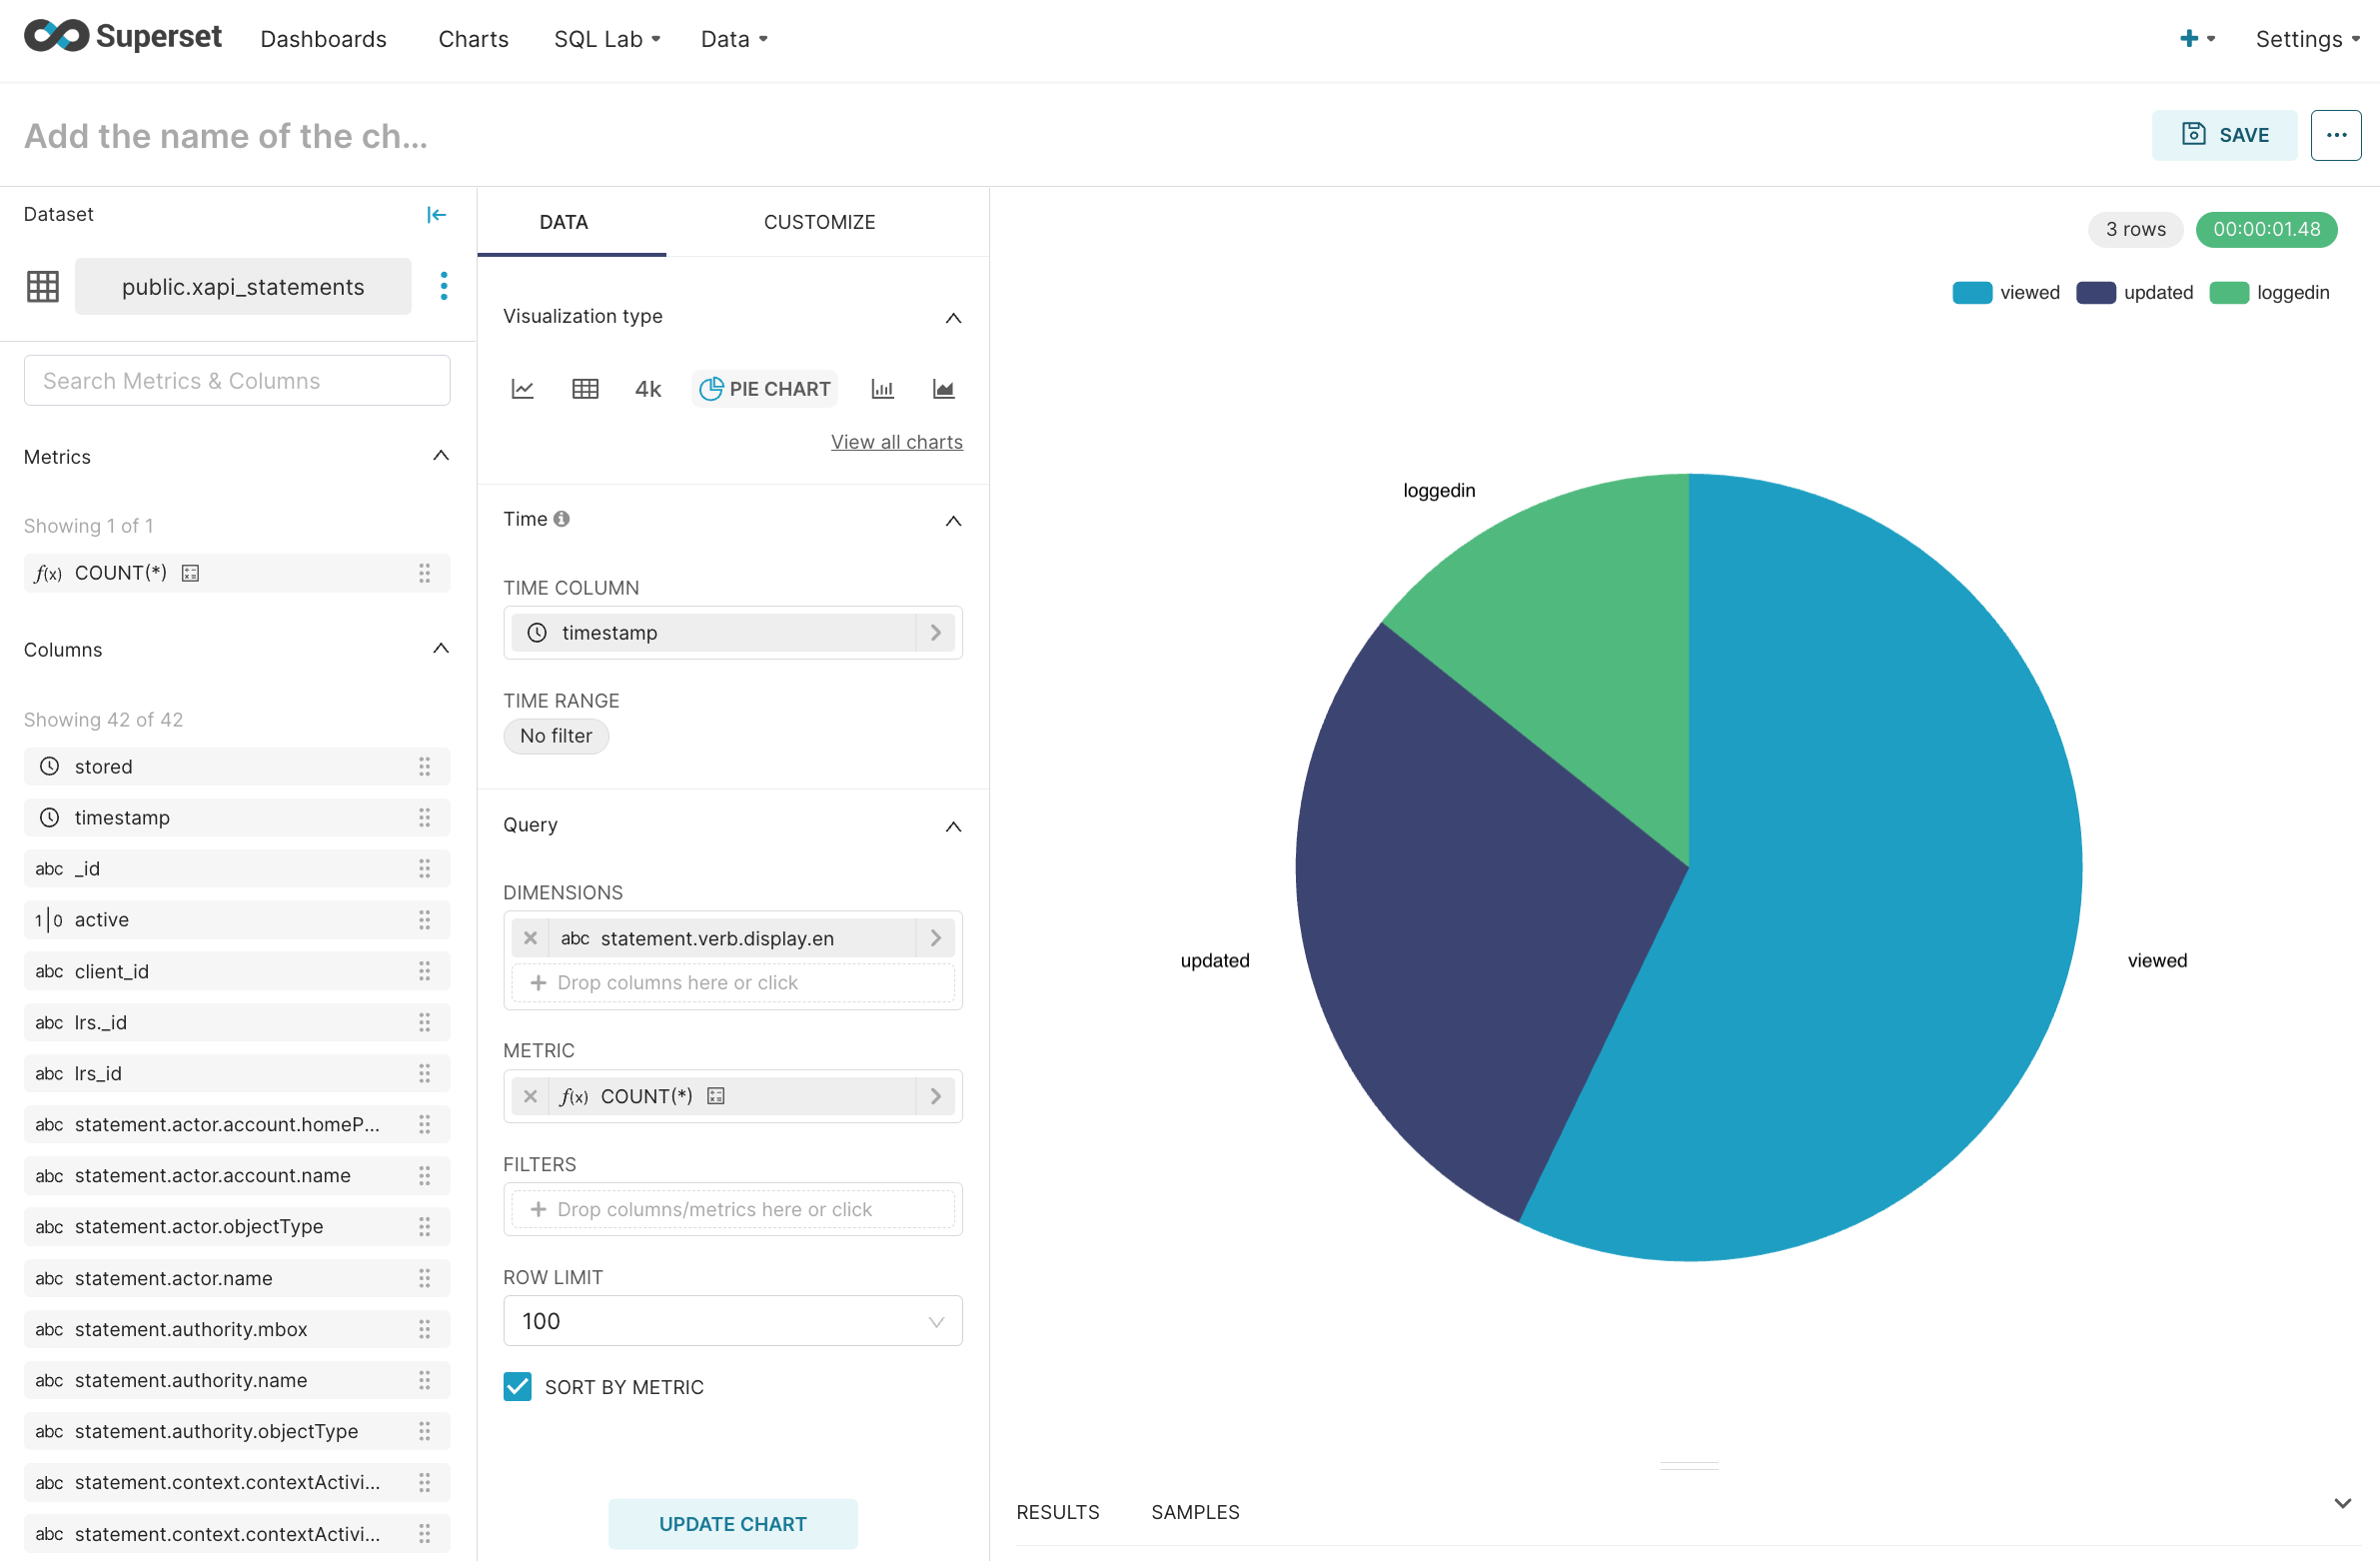 Superset
Dashboards
Charts
SQL Lab
Data
Settings
Add the name of the ch...
SAVE
Dataset
public.xapi_statements
Search Metrics & Columns
Metrics
Showing 1 of 1
f(x) COUNT(*)
Columns
Showing 42 of 42
stored
timestamp
abc _id
1|0 active
abc client_id
abc lrs._id
abc lrs_id
abc statement.actor.account.homeP...
abc statement.actor.account.name
abc statement.actor.objectType
abc statement.actor.name
abc statement.authority.mbox
abc statement.authority.name
abc statement.authority.objectType
abc statement.context.contextActivi...
abc statement.context.contextActivi...
DATA
CUSTOMIZE
Visualization type
4k
PIE CHART
View all charts
Time
TIME COLUMN
timestamp
TIME RANGE
No filter
Query
DIMENSIONS
abc statement.verb.display.en
+ Drop columns here or click
METRIC
f(x) COUNT(*)
FILTERS
+ Drop columns/metrics here or click
ROW LIMIT
100
SORT BY METRIC
UPDATE CHART
3 rows
00:00:01.48
viewed
updated
loggedin
loggedin
updated
viewed
RESULTS
SAMPLES